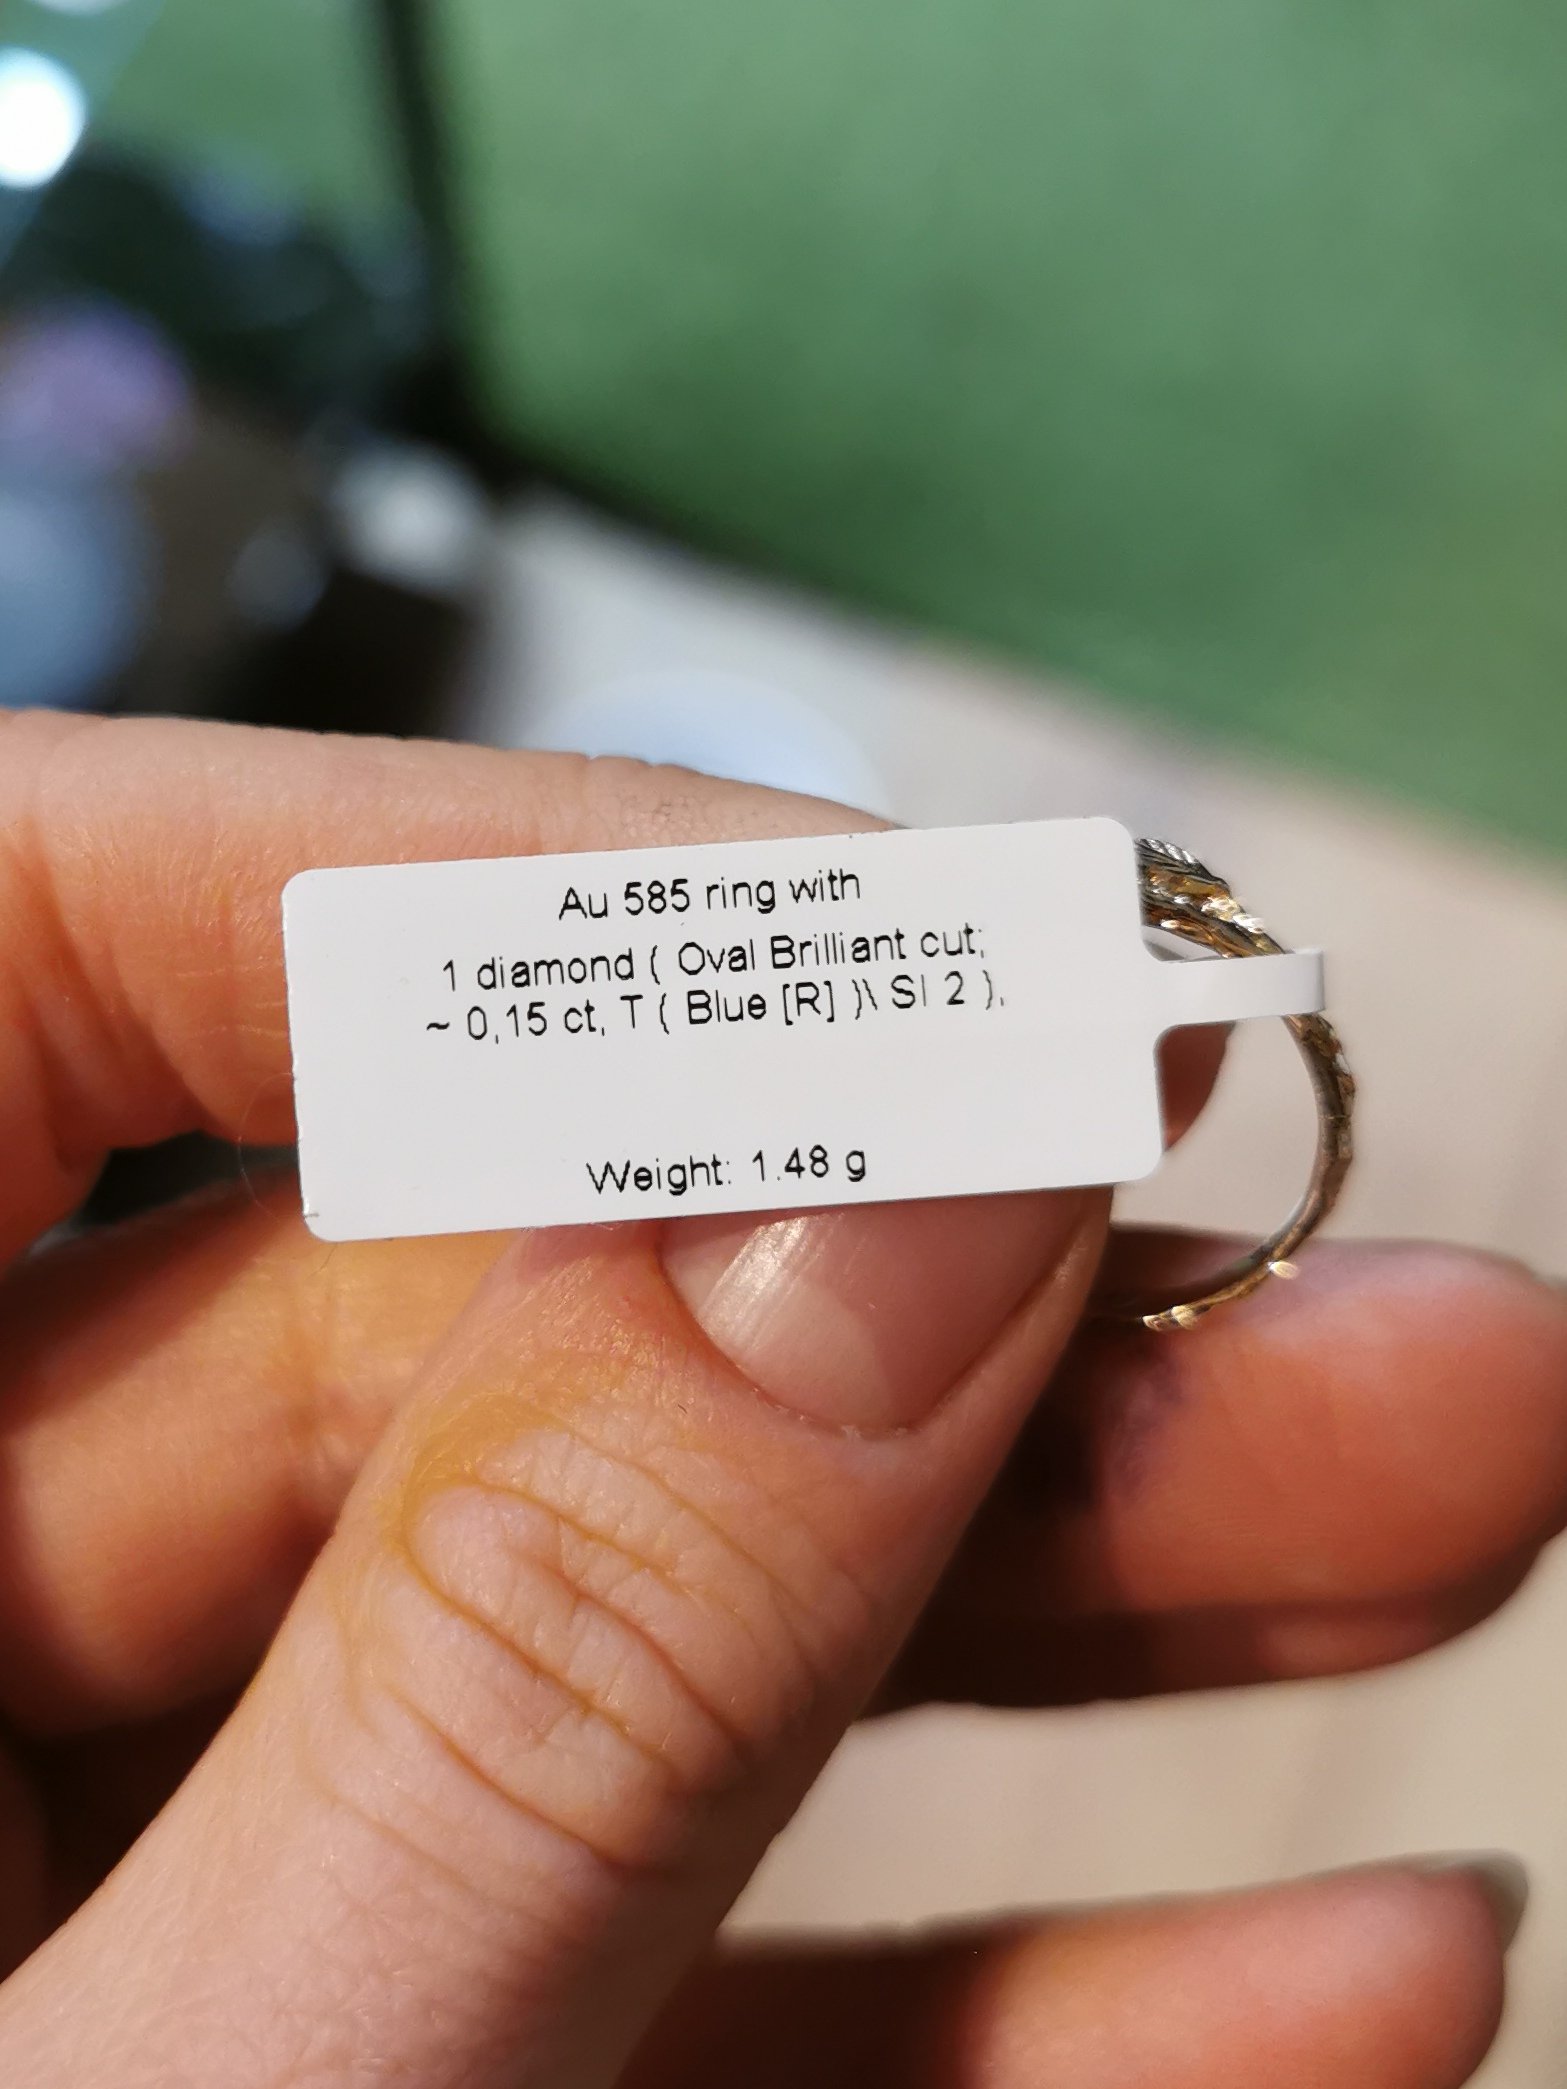 Au 585 ring with
1 diamond ( Oval Brilliant cut;
~ 0,15 ct, T ( Blue [R] )\ SI 2 ),
Weight: 1.48 g